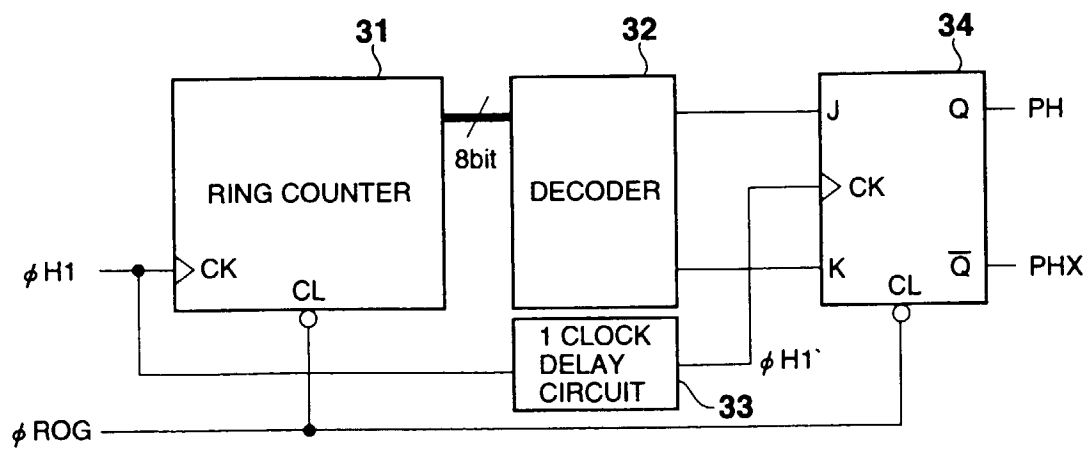 31
32
34
RING COUNTER
CK
CL
8bit
DECODER
J
CK
K
CL
Q
Q̅
PH
PHX
φH1
1 CLOCK
DELAY
CIRCUIT
33
φH1`
φROG